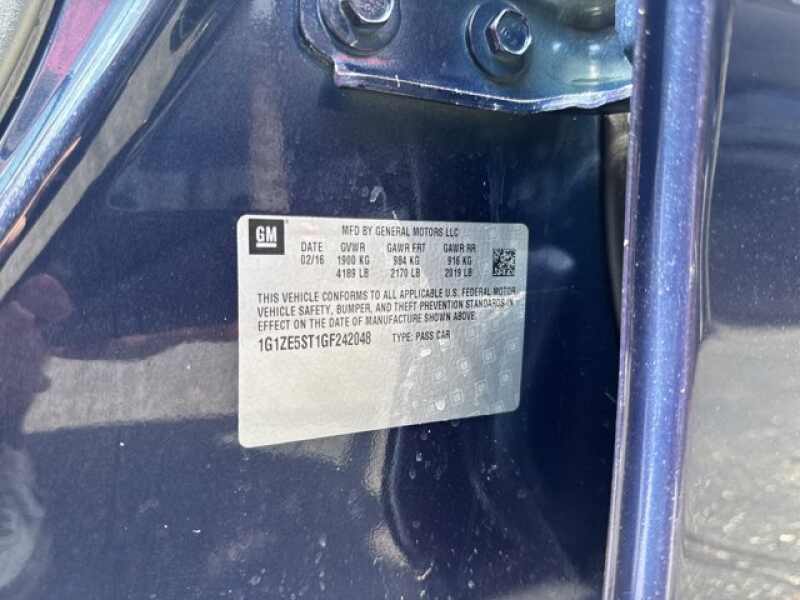 GM
MFD BY GENERAL MOTORS LLC
DATE GVWR GAWR FRT GAWR RR
02/16 1900 KG 984 KG 916 KG
4189 LB 2170 LB 2019 LB
THIS VEHICLE CONFORMS TO ALL APPLICABLE U.S. FEDERAL MOTOR
VEHICLE SAFETY, BUMPER, AND THEFT PREVENTION STANDARDS IN
EFFECT ON THE DATE OF MANUFACTURE SHOWN ABOVE.
1G1ZE5ST1GF242048 TYPE: PASS CAR